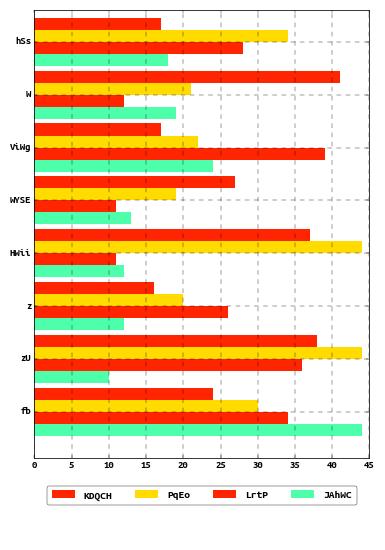 hSs
W
ViWg
WYSE
HWii
z
zU
fb
0 5 10 15 20 25 30 35 40 45
KDQCH PqEo LrtP JAhWC